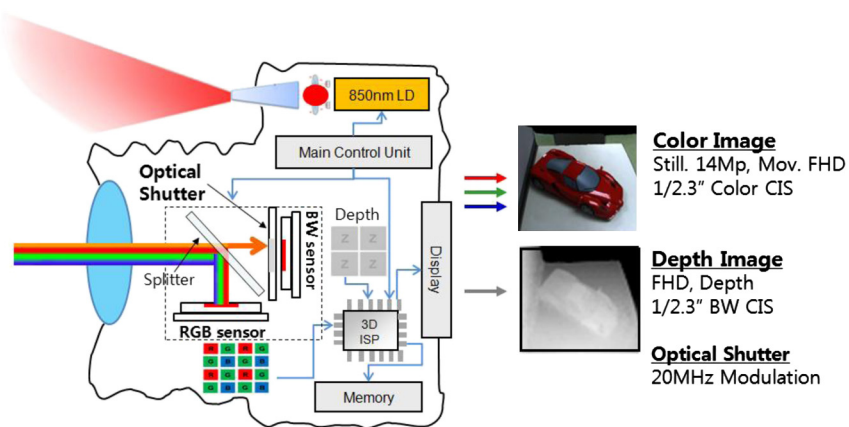 850nm LD
Main Control Unit
Optical
Shutter
BW sensor
Depth
Z Z
Z Z
Splitter
Display
RGB sensor
3D
ISP
R G R G
G B G B
R G R G
G B G B
Memory
Color Image
Still. 14Mp, Mov. FHD
1/2.3” Color CIS
Depth Image
FHD, Depth
1/2.3” BW CIS
Optical Shutter
20MHz Modulation